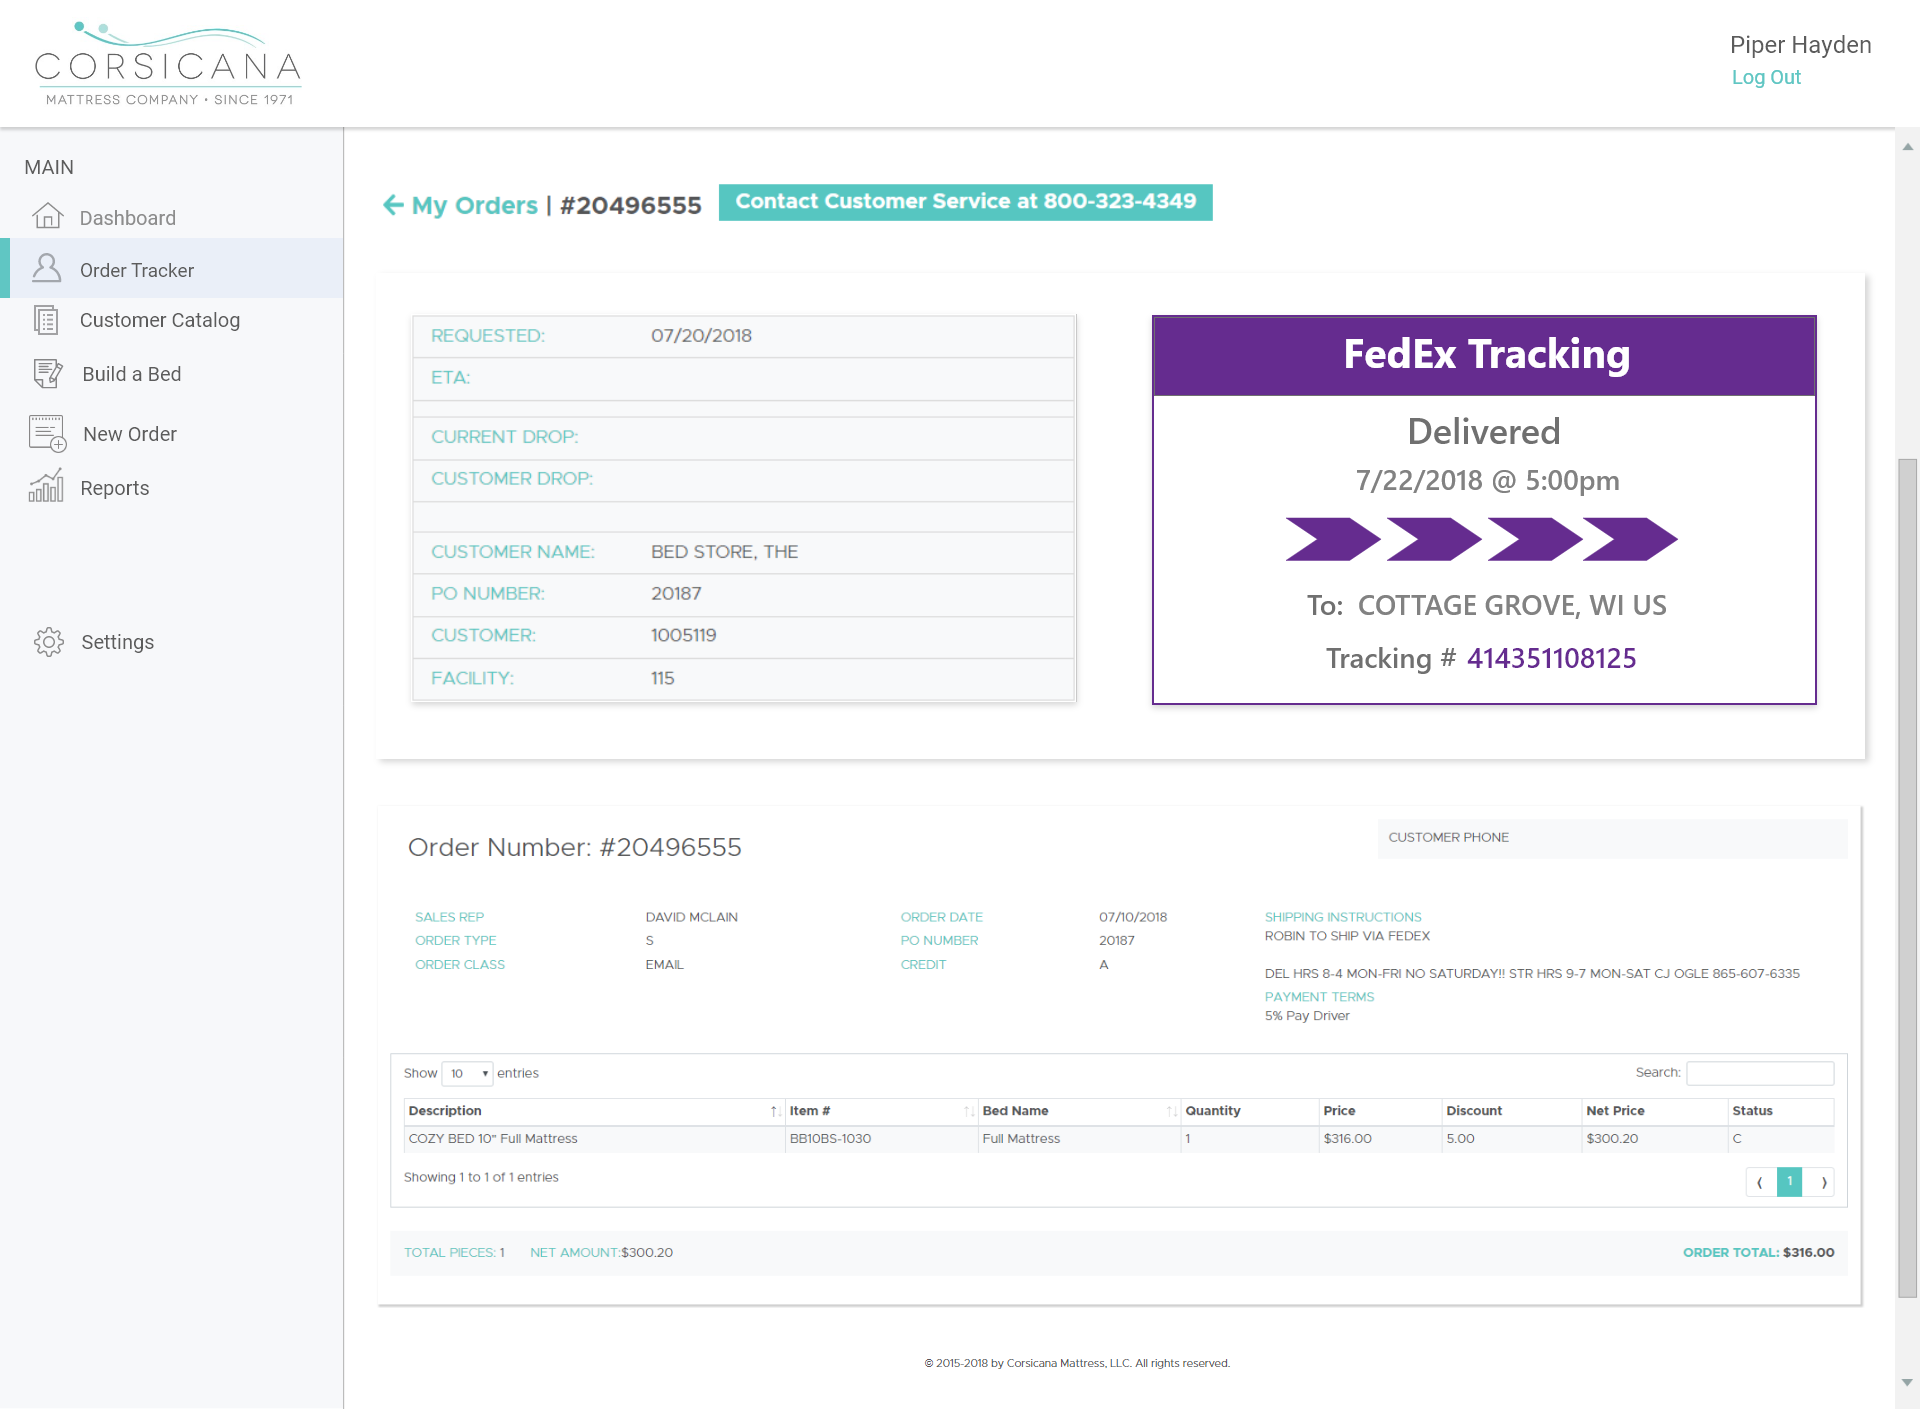 CORSICANA
MATTRESS COMPANY • SINCE 1971
Piper Hayden
Log Out
MAIN
Dashboard
Order Tracker
Customer Catalog
Build a Bed
New Order
Reports
Settings
My Orders | #20496555
Contact Customer Service at 800-323-4349
REQUESTED: 07/20/2018
ETA:
CURRENT DROP:
CUSTOMER DROP:
CUSTOMER NAME: BED STORE, THE
PO NUMBER: 20187
CUSTOMER: 1005119
FACILITY: 115
FedEx Tracking
Delivered
7/22/2018 @ 5:00pm
To: COTTAGE GROVE, WI US
Tracking # 414351108125
Order Number: #20496555
CUSTOMER PHONE
SALES REP DAVID MCLAIN
ORDER TYPE S
ORDER CLASS EMAIL
ORDER DATE 07/10/2018
PO NUMBER 20187
CREDIT A
SHIPPING INSTRUCTIONS
ROBIN TO SHIP VIA FEDEX
DEL HRS 8-4 MON-FRI NO SATURDAY!! STR HRS 9-7 MON-SAT CJ OGLE 865-607-6335
PAYMENT TERMS
5% Pay Driver
Show 10 entries
Search:
Description Item # Bed Name Quantity Price Discount Net Price Status
COZY BED 10" Full Mattress BB10BS-1030 Full Mattress 1 $316.00 5.00 $300.20 C
Showing 1 to 1 of 1 entries
1
TOTAL PIECES: 1 NET AMOUNT:$300.20
ORDER TOTAL: $316.00
© 2015-2018 by Corsicana Mattress, LLC. All rights reserved.